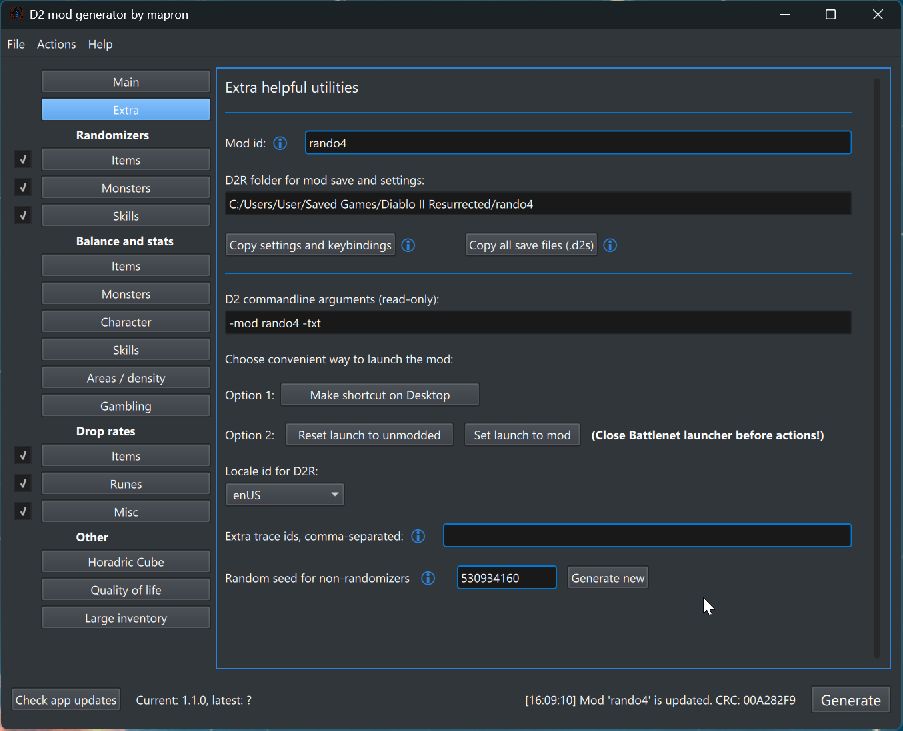 D2 mod generator by mapron
File Actions Help
Main
Extra
Randomizers
Items
Monsters
Skills
Balance and stats
Items
Monsters
Character
Skills
Areas / density
Gambling
Drop rates
Items
Runes
Misc
Other
Horadric Cube
Quality of life
Large inventory
Extra helpful utilities
Mod id: rando4
D2R folder for mod save and settings:
C:/Users/User/Saved Games/Diablo II Resurrected/rando4
Copy settings and keybindings Copy all save files (.d2s)
D2 commandline arguments (read-only):
-mod rando4 -txt
Choose convenient way to launch the mod:
Option 1: Make shortcut on Desktop
Option 2: Reset launch to unmodded Set launch to mod (Close Battlenet launcher before actions!)
Locale id for D2R:
enUS
Extra trace ids, comma-separated:
Random seed for non-randomizers 530934160 Generate new
Check app updates Current: 1.1.0, latest: ? [16:09:10] Mod 'rando4' is updated. CRC: 00A282F9 Generate